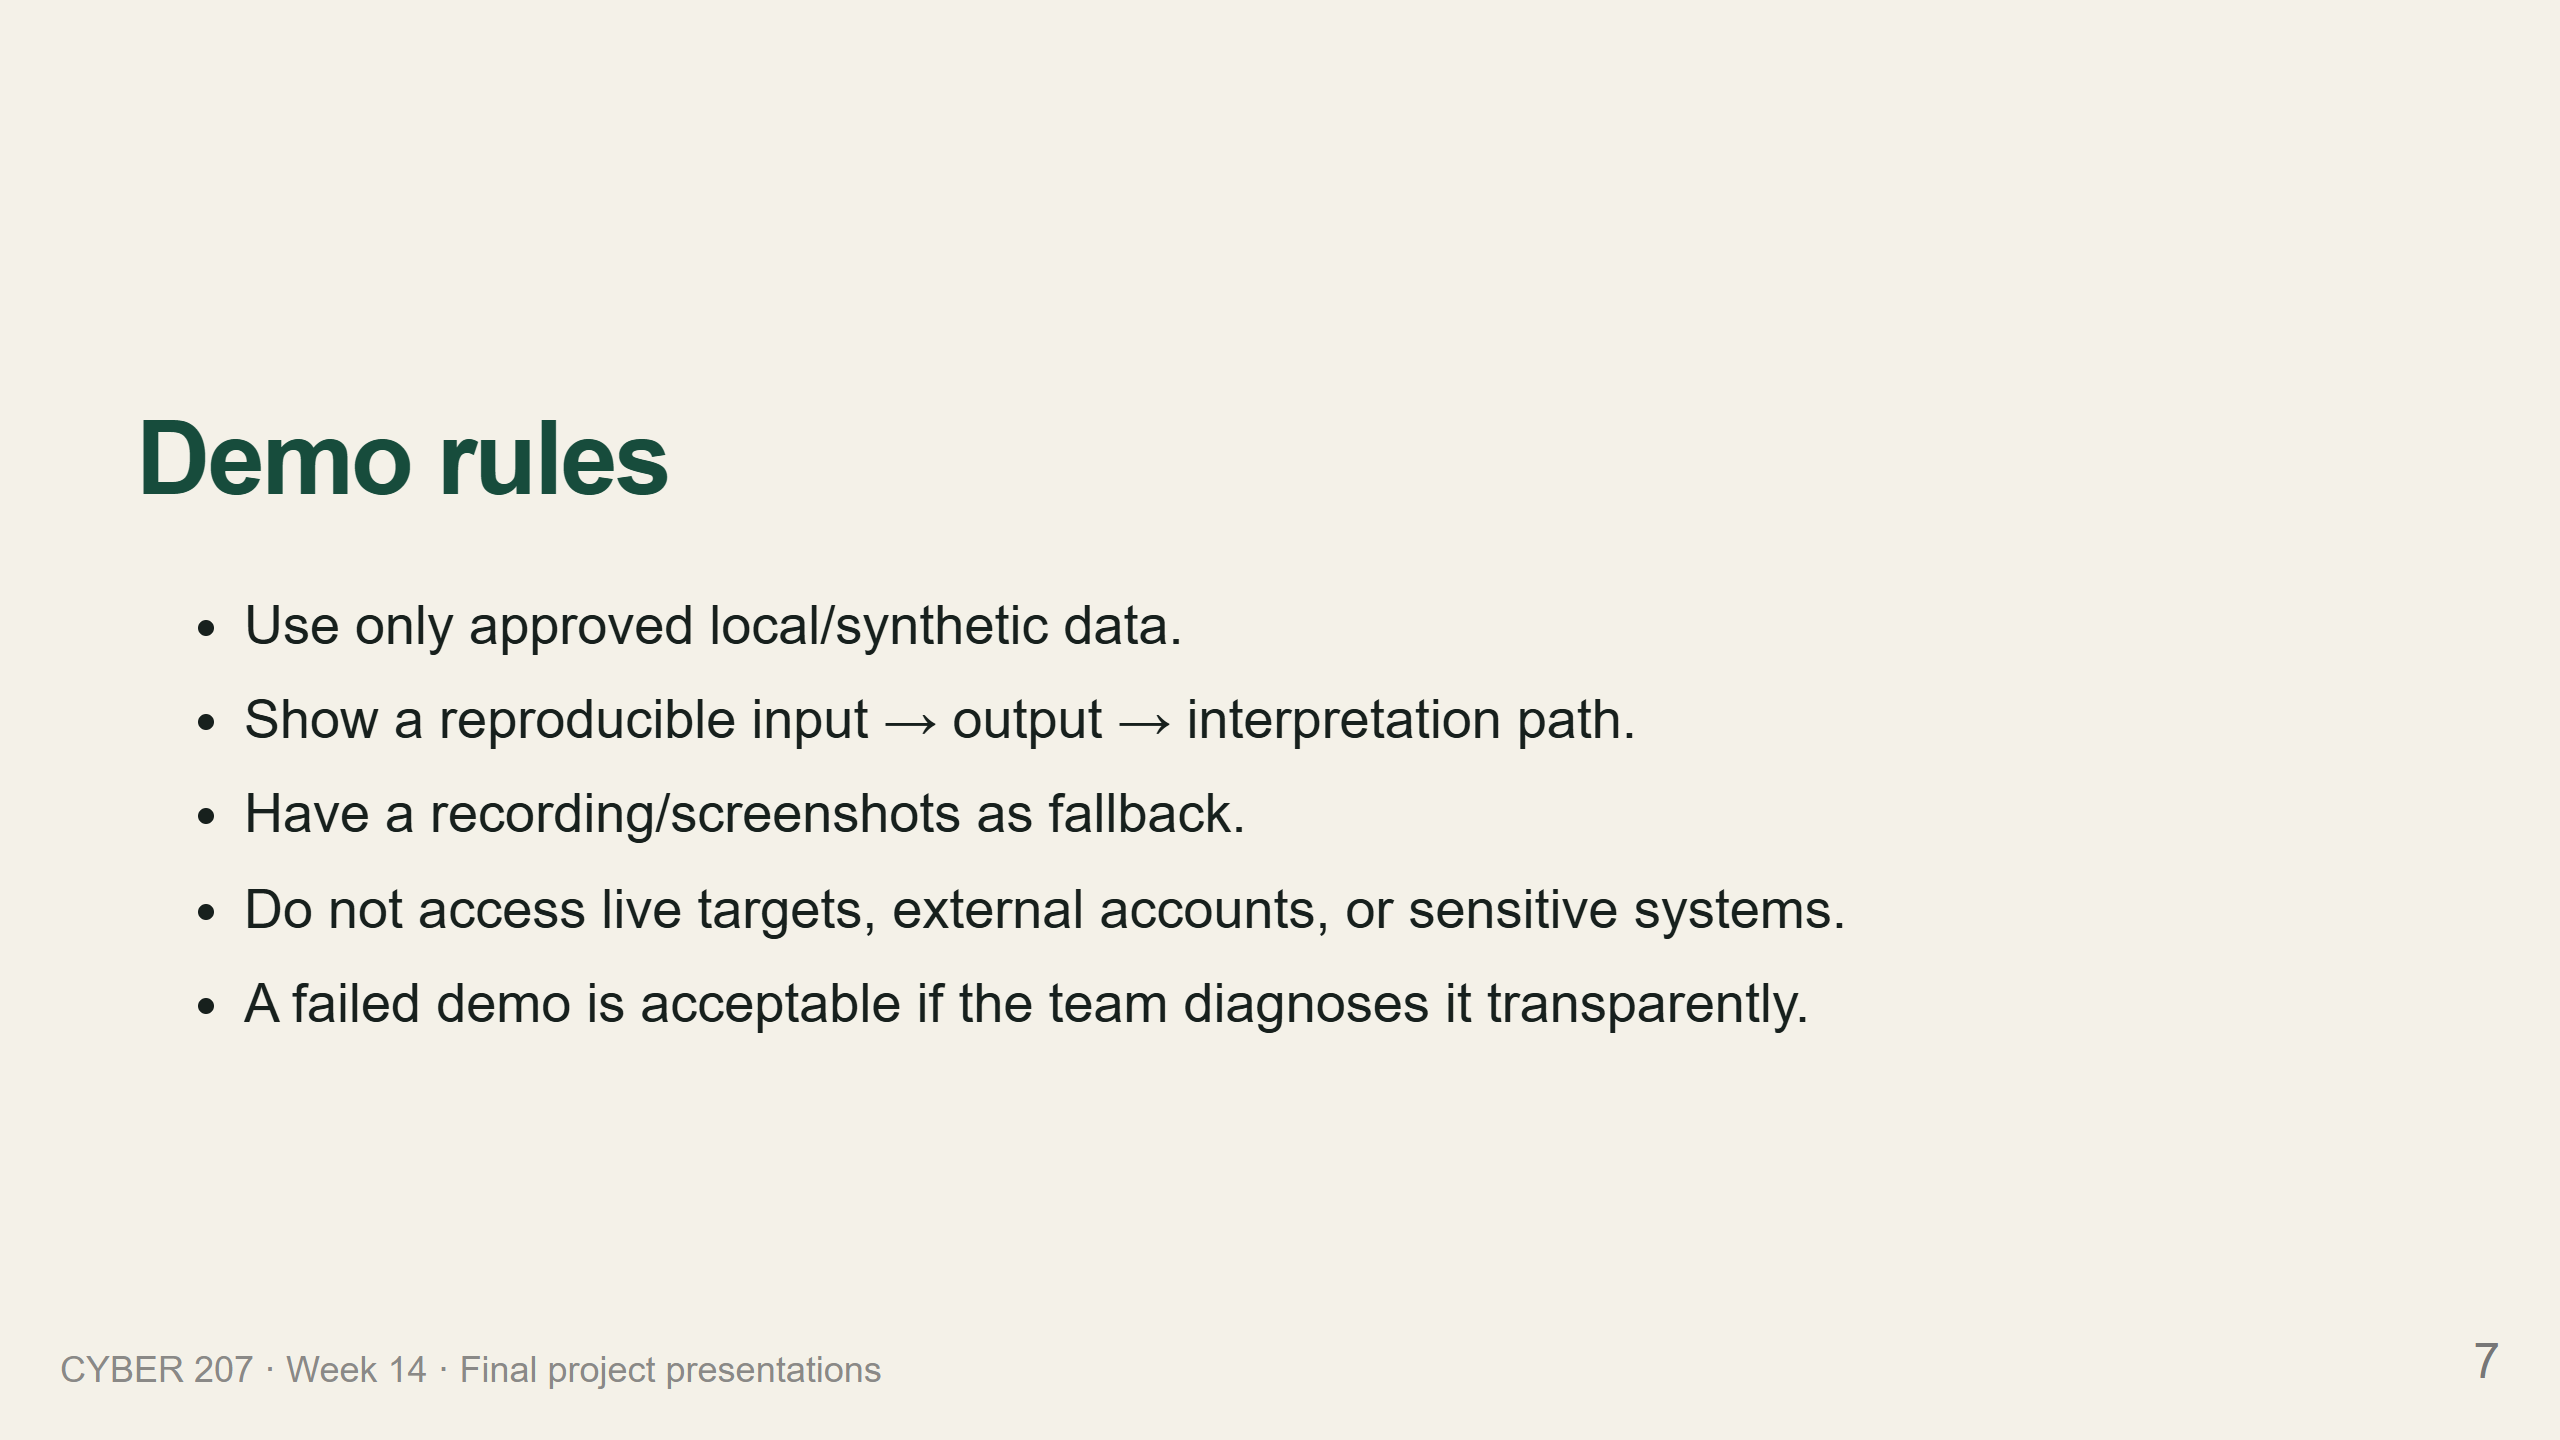 Demo rules
• Use only approved local/synthetic data.
• Show a reproducible input → output → interpretation path.
• Have a recording/screenshots as fallback.
• Do not access live targets, external accounts, or sensitive systems.
• A failed demo is acceptable if the team diagnoses it transparently.
CYBER 207 · Week 14 · Final project presentations
7